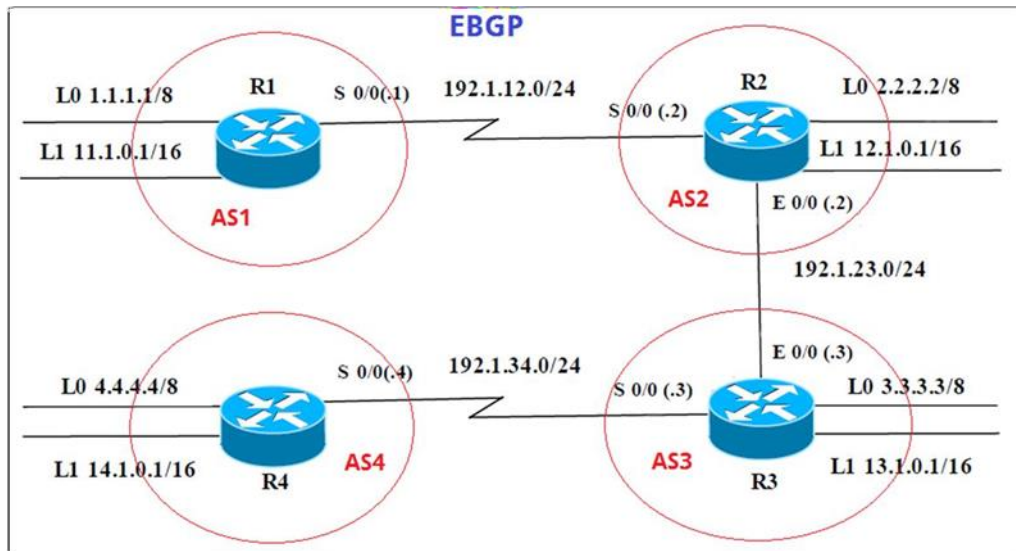 EBGP
R1
L0 1.1.1.1/8
S 0/0(.1)
192.1.12.0/24
R2
L0 2.2.2.2/8
S 0/0 (.2)
L1 11.1.0.1/16
L1 12.1.0.1/16
AS1
AS2
E 0/0 (.2)
192.1.23.0/24
E 0/0 (.3)
S 0/0(.4)
192.1.34.0/24
S 0/0 (.3)
L0 4.4.4.4/8
L0 3.3.3.3/8
L1 14.1.0.1/16
AS4
R4
AS3
R3
L1 13.1.0.1/16